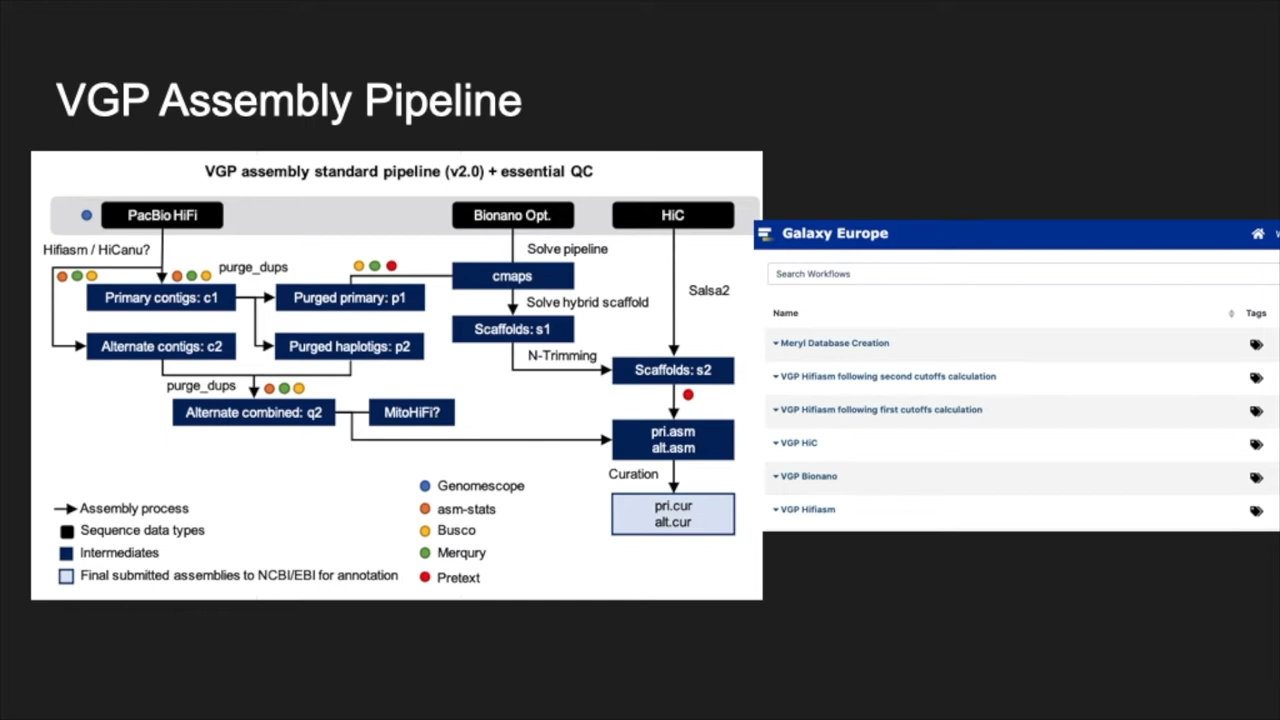 VGP Assembly Pipeline
VGP assembly standard pipeline (v2.0) + essential QC
PacBio HiFi
Bionano Opt.
HiC
Hifiasm / HiCanu?
purge_dups
Solve pipeline
cmaps
Salsa2
Primary contigs: c1
Purged primary: p1
Solve hybrid scaffold
Scaffolds: s1
Alternate contigs: c2
Purged haplotigs: p2
N-Trimming
Scaffolds: s2
purge_dups
Alternate combined: q2
MitoHiFi?
pri.asm
alt.asm
Curation
pri.cur
alt.cur
Assembly process
Sequence data types
Intermediates
Final submitted assemblies to NCBI/EBI for annotation
Genomescope
asm-stats
Busco
Merqury
Pretext
Galaxy Europe
Search Workflows
Name
Tags
Meryl Database Creation
VGP Hifiasm following second cutoffs calculation
VGP Hifiasm following first cutoffs calculation
VGP HiC
VGP Bionano
VGP Hifiasm